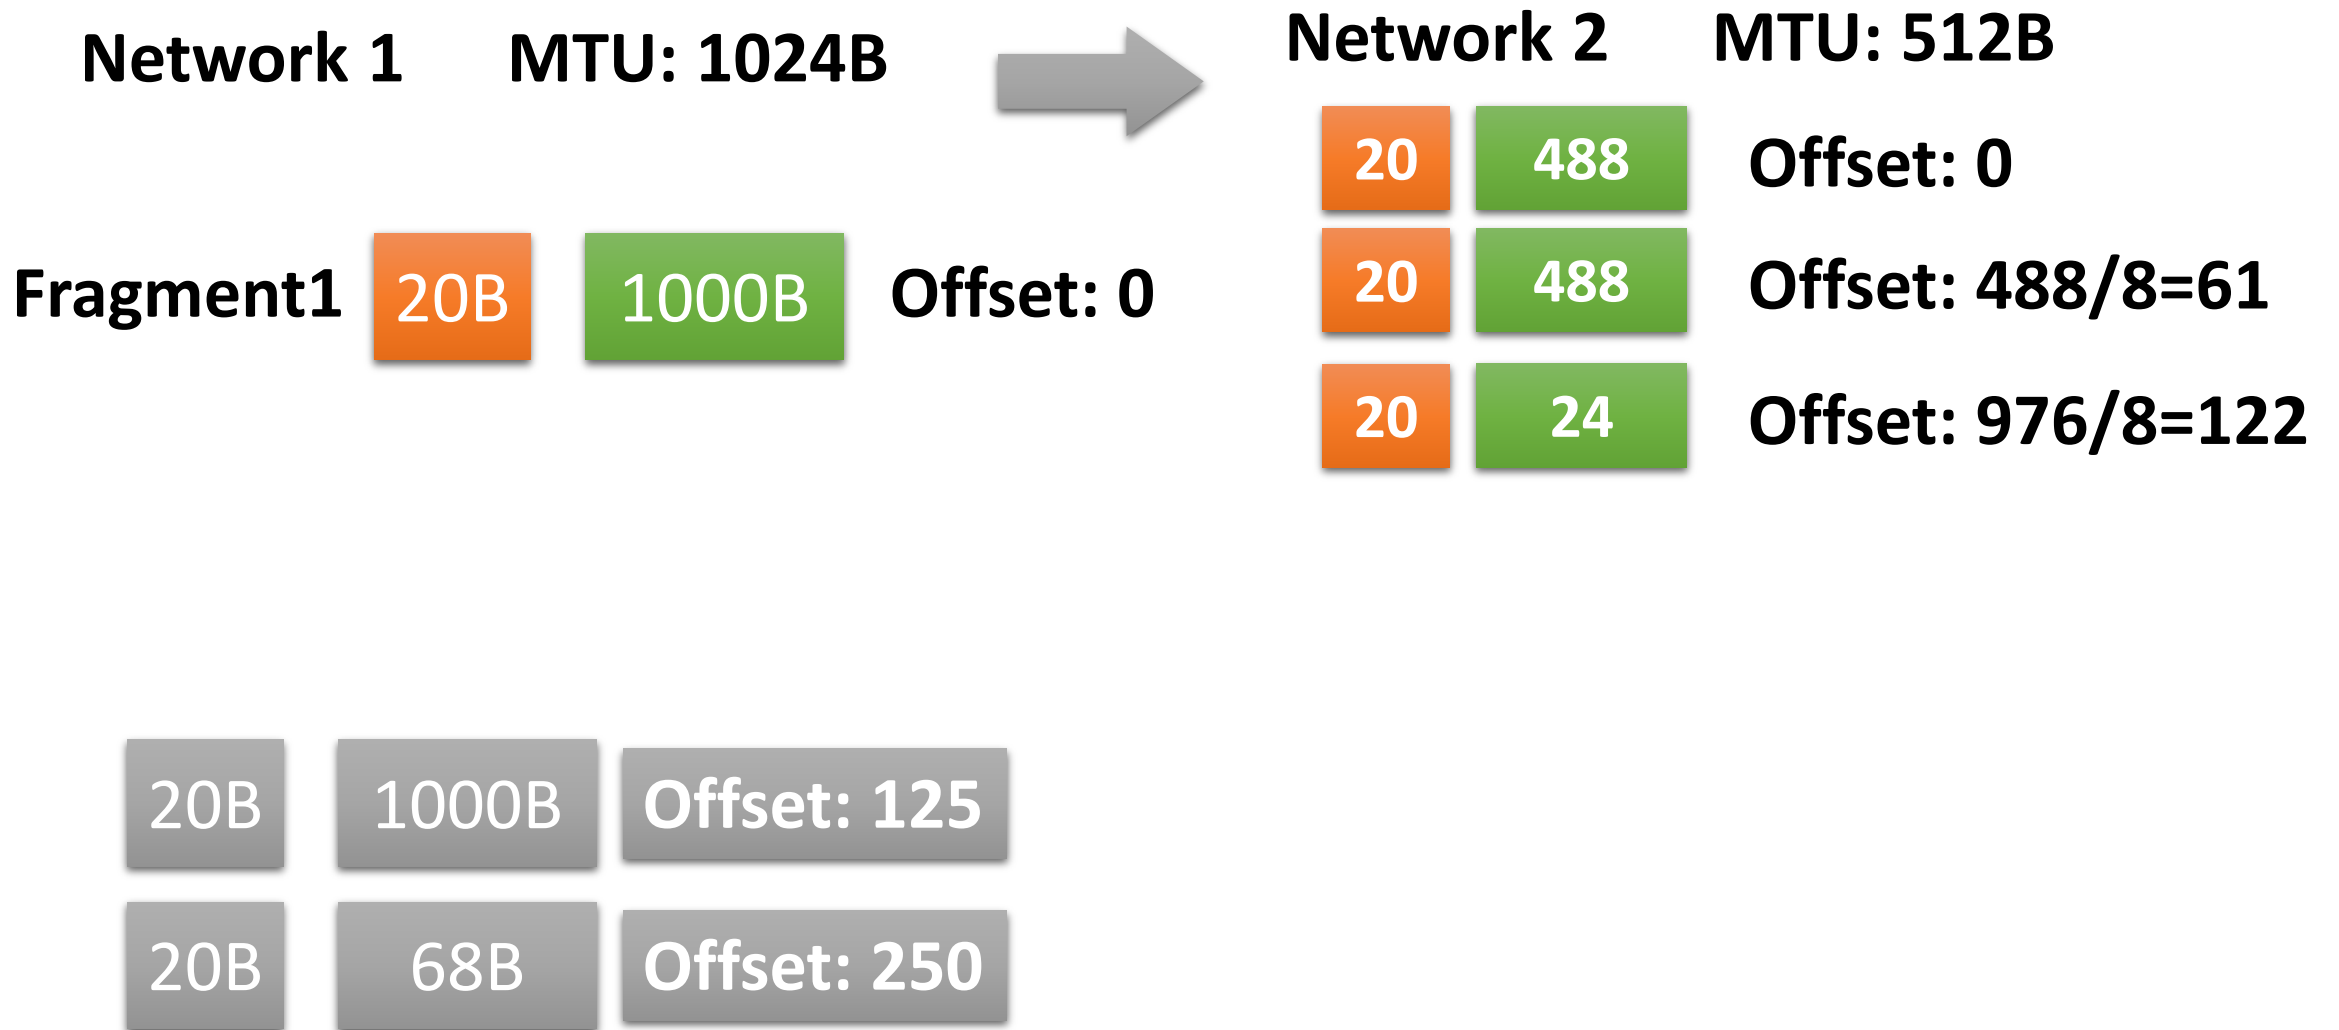 Network 1 MTU: 1024B
Network 2 MTU: 512B
20 488 Offset: 0
Fragment1 20B 1000B Offset: 0
20 488 Offset: 488/8=61
20 24 Offset: 976/8=122
20B 1000B Offset: 125
20B 68B Offset: 250